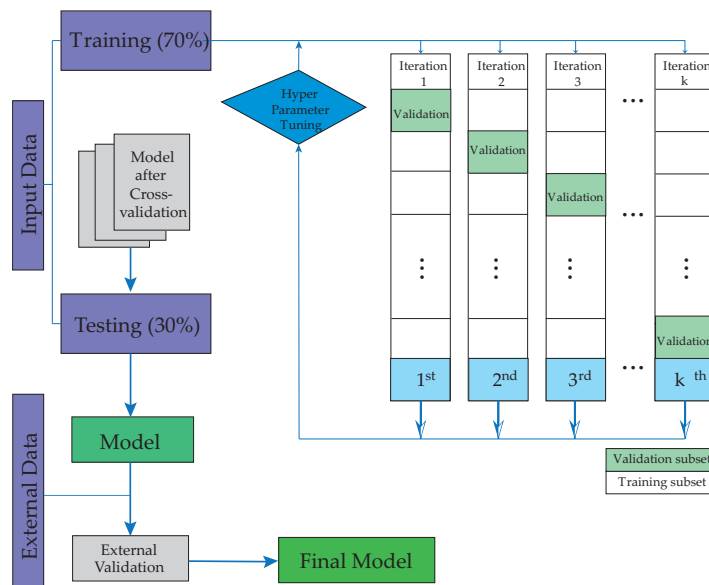 Training (70%)
Input Data
Hyper
Parameter
Tuning
Model
after
Cross-
validation
Testing (30%)
Iteration
1
Validation
⋮
1st
Iteration
2
Validation
⋮
2nd
Iteration
3
Validation
⋮
3rd
...
...
...
Iteration
k
⋮
Validation
k th
Model
External Data
External
Validation
Final Model
Validation subset
Training subset